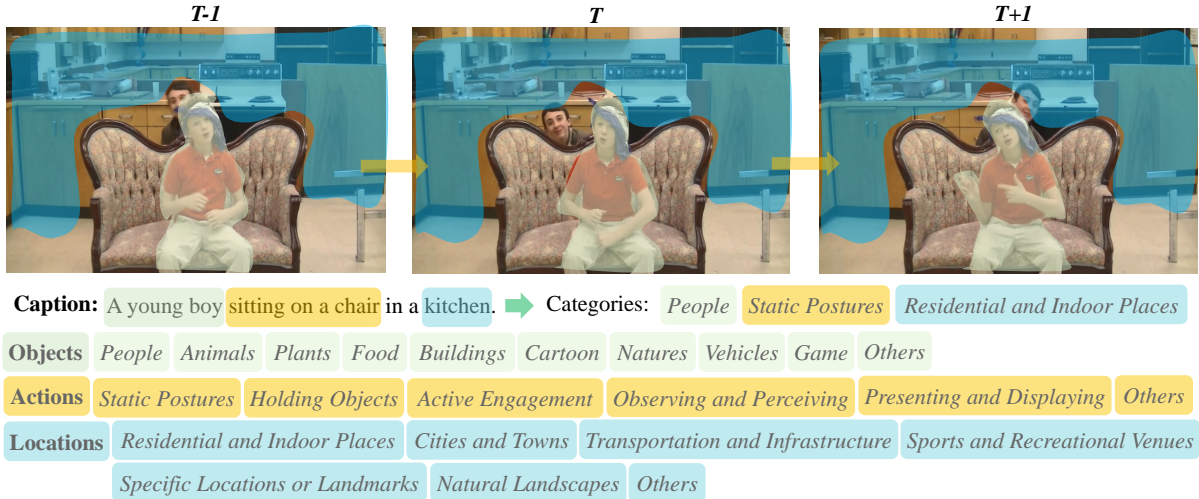 T-1 T T+1
Caption: A young boy sitting on a chair in a kitchen. Categories: People Static Postures Residential and Indoor Places
Objects People Animals Plants Food Buildings Cartoon Natures Vehicles Game Others
Actions Static Postures Holding Objects Active Engagement Observing and Perceiving Presenting and Displaying Others
Locations Residential and Indoor Places Cities and Towns Transportation and Infrastructure Sports and Recreational Venues
Specific Locations or Landmarks Natural Landscapes Others